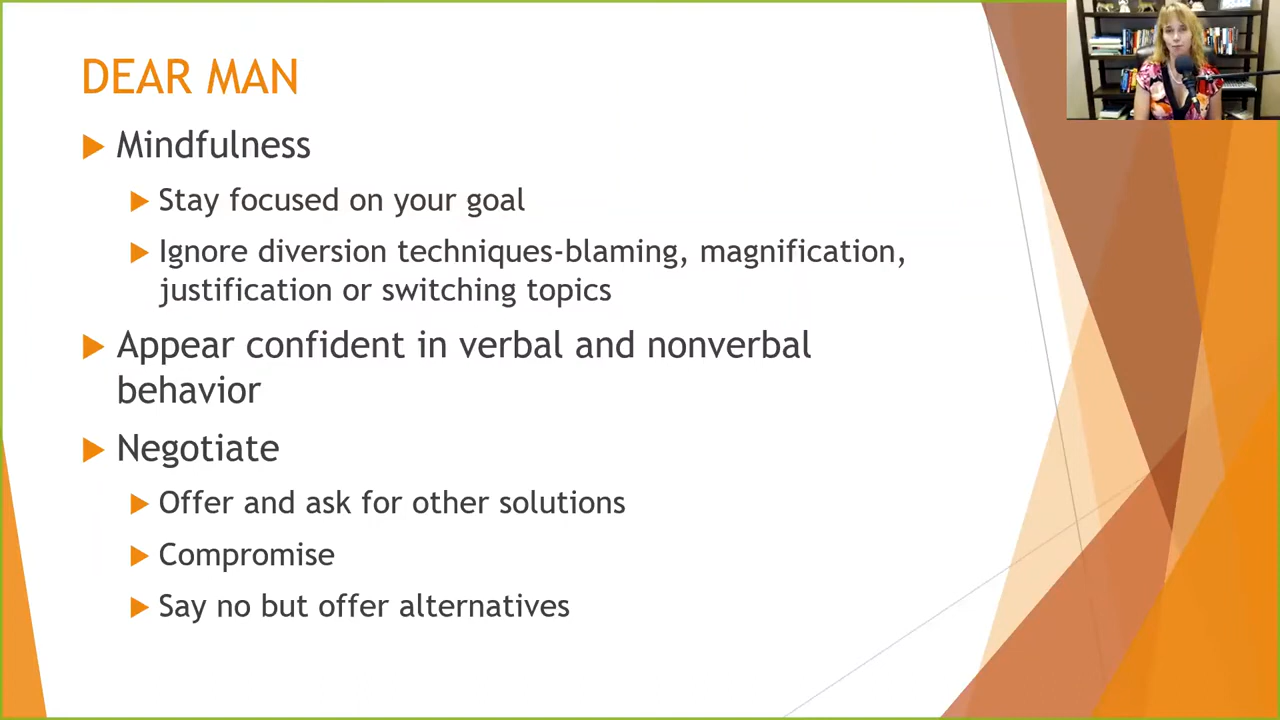 DEAR MAN
Mindfulness
Stay focused on your goal
Ignore diversion techniques-blaming, magnification,
justification or switching topics
Appear confident in verbal and nonverbal
behavior
Negotiate
Offer and ask for other solutions
Compromise
Say no but offer alternatives